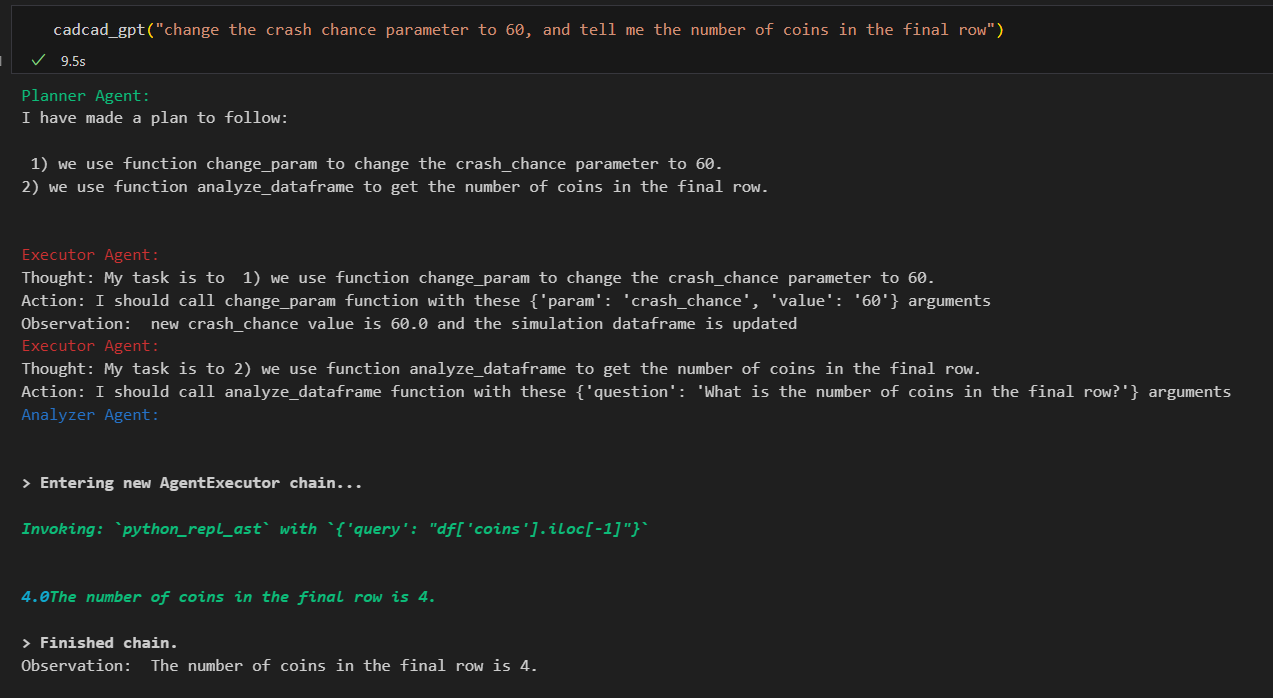 cadcad_gpt("change the crash chance parameter to 60, and tell me the number of coins in the final row")
9.5s
Planner Agent:
I have made a plan to follow:
1) we use function change_param to change the crash_chance parameter to 60.
2) we use function analyze_dataframe to get the number of coins in the final row.
Executor Agent:
Thought: My task is to  1) we use function change_param to change the crash_chance parameter to 60.
Action: I should call change_param function with these {'param': 'crash_chance', 'value': '60'} arguments
Observation:  new crash_chance value is 60.0 and the simulation dataframe is updated
Executor Agent:
Thought: My task is to 2) we use function analyze_dataframe to get the number of coins in the final row.
Action: I should call analyze_dataframe function with these {'question': 'What is the number of coins in the final row?'} arguments
Analyzer Agent:
> Entering new AgentExecutor chain...
Invoking: `python_repl_ast` with `{'query': "df['coins'].iloc[-1]"}`
4.0The number of coins in the final row is 4.
> Finished chain.
Observation:  The number of coins in the final row is 4.